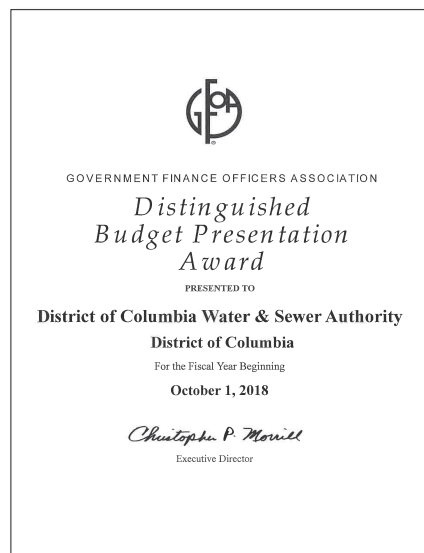 GFOA
®
GOVERNMENT FINANCE OFFICERS ASSOCIATION
Distinguished
Budget Presentation
Award
PRESENTED TO
District of Columbia Water & Sewer Authority
District of Columbia
For the Fiscal Year Beginning
October 1, 2018
Christopher P. Morrill
Executive Director